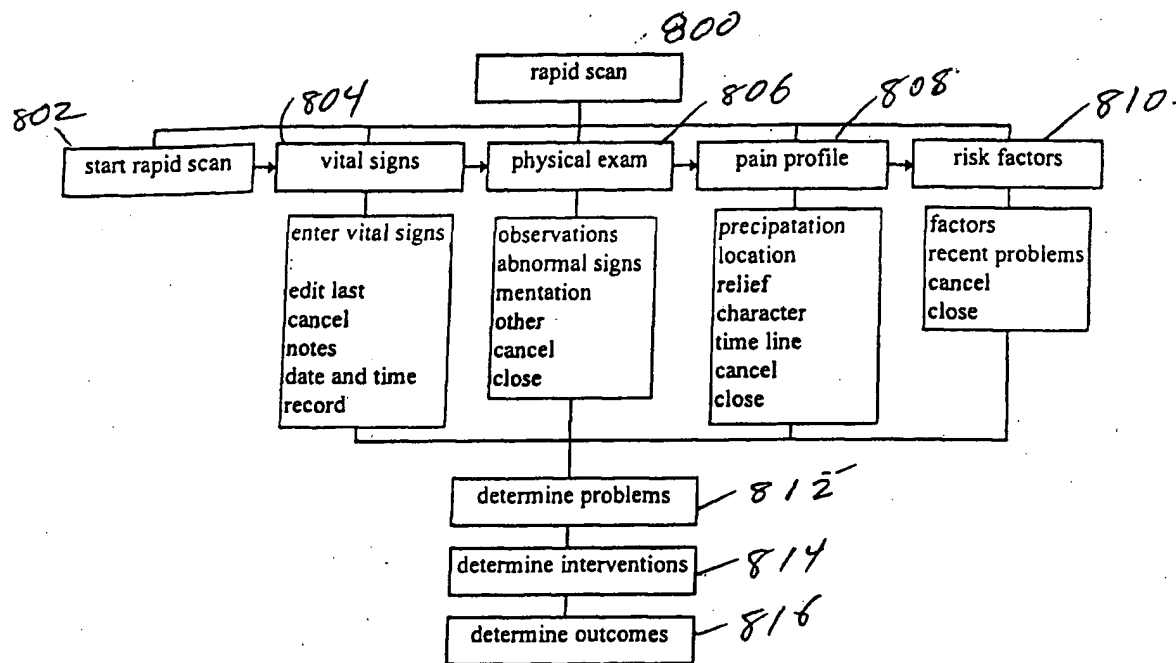 800
rapid scan
802
804
806
808
810
start rapid scan
vital signs
physical exam
pain profile
risk factors
enter vital signs
edit last
cancel
notes
date and time
record
observations
abnormal signs
mentation
other
cancel
close
precipatation
location
relief
character
time line
cancel
close
factors
recent problems
cancel
close
determine problems
812
determine interventions
814
determine outcomes
816